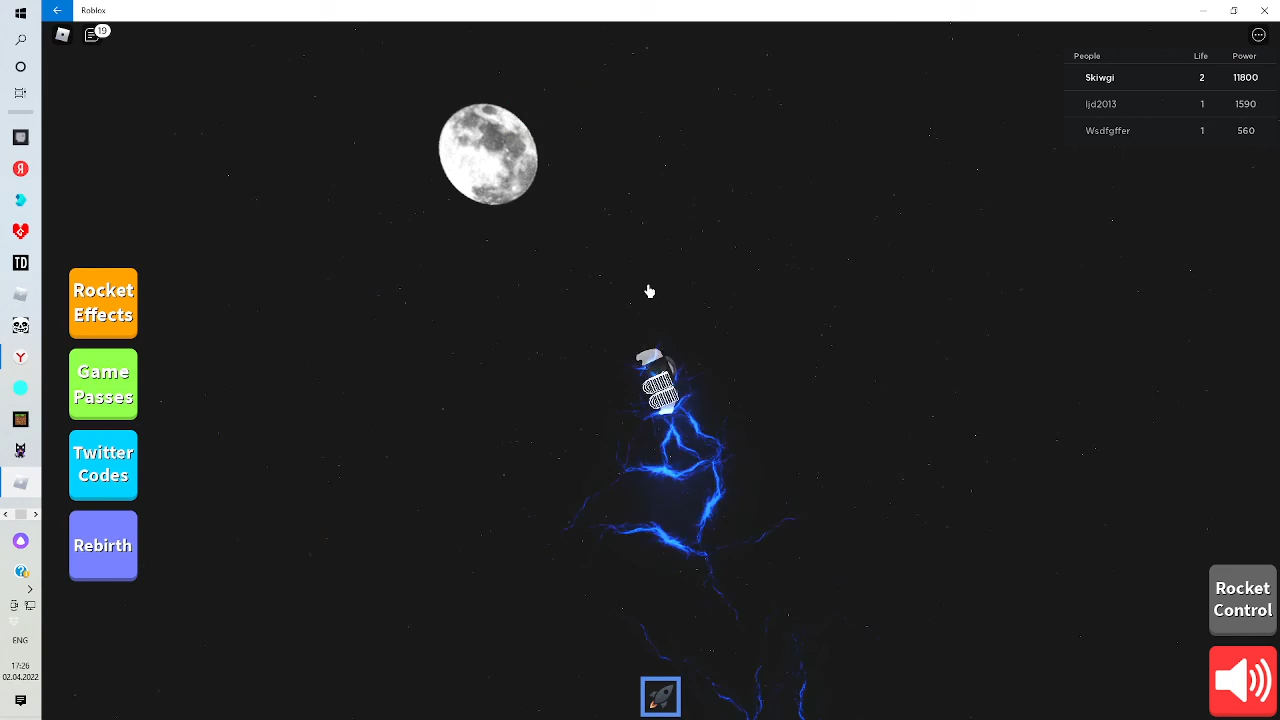 Roblox
19
People Life Power
Skiwgi 2 11800
ljd2013 1 1590
Wsdfgffer 1 560
Rocket
Effects
Game
Passes
Twitter
Codes
Rebirth
Rocket
Control
TD
Я
Y
ENG
17:26
02.04.2022